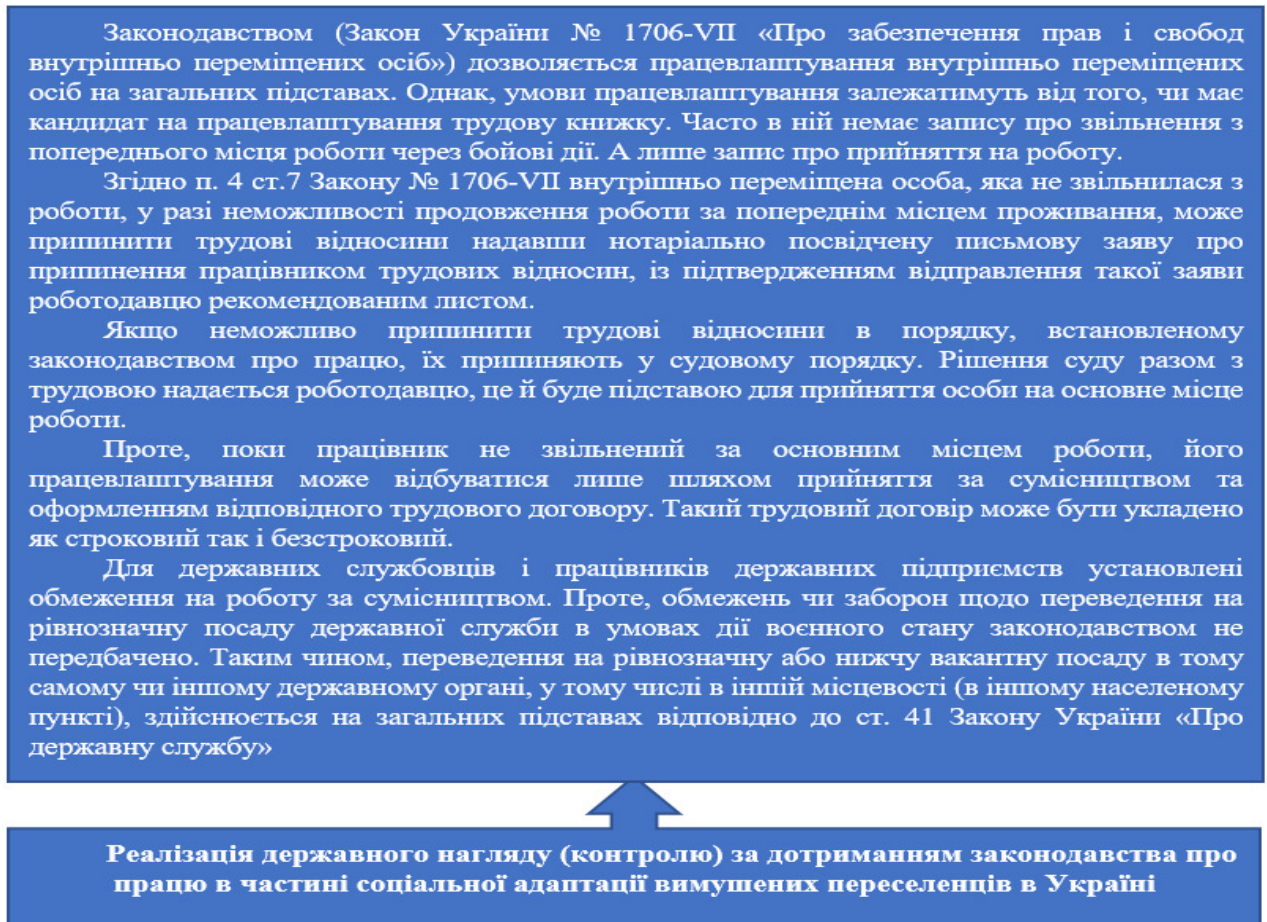 Законодавством (Закон України № 1706-VII «Про забезпечення прав і свобод
внутрішньо переміщених осіб») дозволяється працевлаштування внутрішньо переміщених
осіб на загальних підставах. Однак, умови працевлаштування залежатимуть від того, чи має
кандидат на працевлаштування трудову книжку. Часто в ній немає запису про звільнення з
попереднього місця роботи через бойові дії. А лише запис про прийняття на роботу.
Згідно п. 4 ст.7 Закону № 1706-VII внутрішньо переміщена особа, яка не звільнилася з
роботи, у разі неможливості продовження роботи за попереднім місцем проживання, може
припинити трудові відносини надавши нотаріально посвідчену письмову заяву про
припинення працівником трудових відносин, із підтвердженням відправлення такої заяви
роботодавцю рекомендованим листом.
Якщо неможливо припинити трудові відносини в порядку, встановленому
законодавством про працю, їх припиняють у судовому порядку. Рішення суду разом з
трудовою надається роботодавцю, це й буде підставою для прийняття особи на основне місце
роботи.
Проте, поки працівник не звільнений за основним місцем роботи, його
працевлаштування може відбуватися лише шляхом прийняття за сумісництвом та
оформленням відповідного трудового договору. Такий трудовий договір може бути укладено
як строковий так і безстроковий.
Для державних службовців і працівників державних підприємств установлені
обмеження на роботу за сумісництвом. Проте, обмежень чи заборон щодо переведення на
рівнозначну посаду державної служби в умовах дії воєнного стану законодавством не
передбачено. Таким чином, переведення на рівнозначну або нижчу вакантну посаду в тому
самому чи іншому державному органі, у тому числі в іншій місцевості (в іншому населеному
пункті), здійснюється на загальних підставах відповідно до ст. 41 Закону України «Про
державну службу»
Реалізація державного нагляду (контролю) за дотриманням законодавства про
працю в частині соціальної адаптації вимушених переселенців в Україні